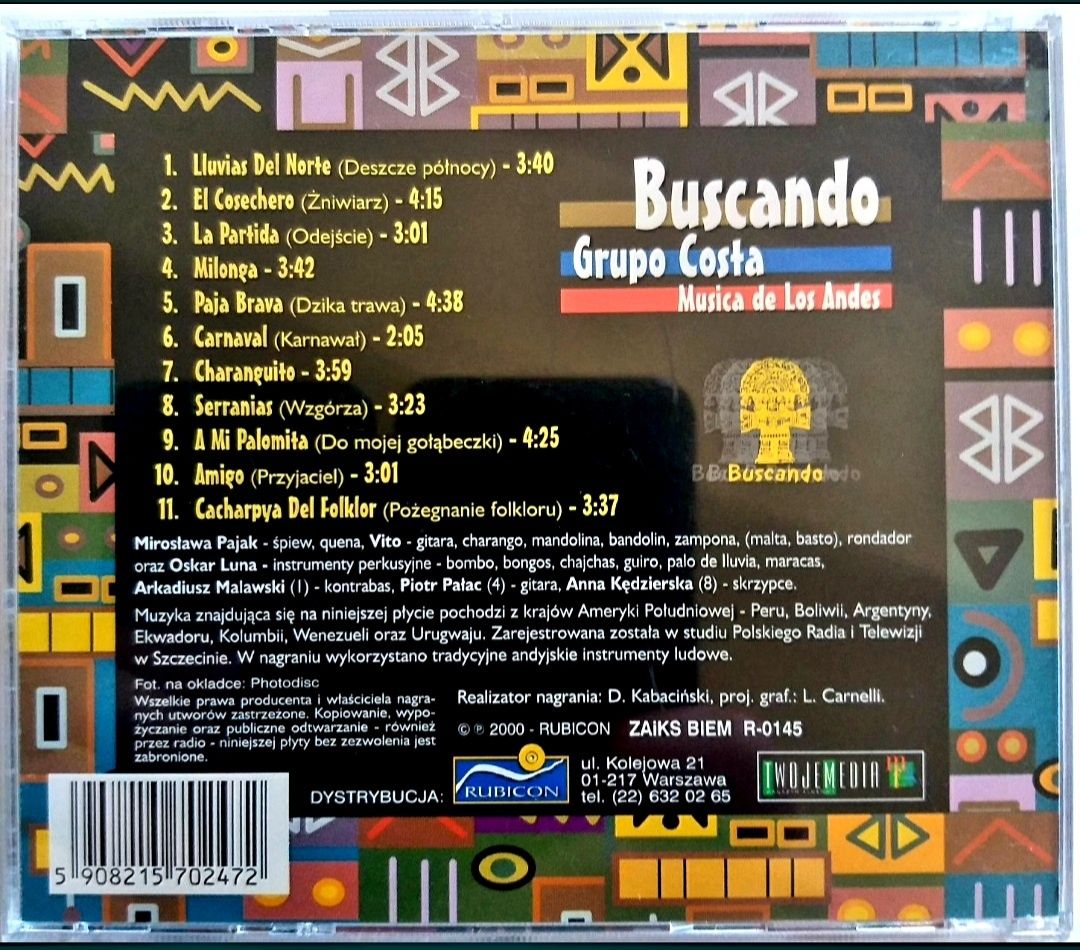 1. Lluvias Del Norte (Deszcze północy) - 3:40
2. El Cosechero (Żniwiarz) - 4:15
3. La Partida (Odejście) - 3:01
4. Milonga - 3:42
5. Paja Brava (Dzika trawa) - 4:38
6. Carnaval (Karnawał) - 2:05
7. Charanguito - 3:59
8. Serranias (Wzgórza) - 3:23
9. A Mi Palomita (Do mojej gołąbeczki) - 4:25
10. Amigo (Przyjaciel) - 3:01
11. Cacharpya Del Folklor (Pożegnanie folkloru) - 3:37
Buscando
Grupo Costa
Musica de Los Andes
Buscando
Mirosława Pajak - śpiew, quena, Vito - gitara, charango, mandolina, bandolin, zampona, (malta, basto), rondador
oraz Oskar Luna - instrumenty perkusyjne - bombo, bongos, chajchas, guiro, palo de lluvia, maracas,
Arkadiusz Malawski (1) - kontrabas, Piotr Pałac (4) - gitara, Anna Kędzierska (8) - skrzypce.
Muzyka znajdująca się na niniejszej płycie pochodzi z krajów Ameryki Południowej - Peru, Boliwii, Argentyny,
Ekwadoru, Kolumbii, Wenezueli oraz Urugwaju. Zarejestrowana została w studiu Polskiego Radia i Telewizji
w Szczecinie. W nagraniu wykorzystano tradycyjne andyjskie instrumenty ludowe.
Fot. na okladce: Photodisc
Wszelkie prawa producenta i właściciela nagra-
nych utworów zastrzeżone. Kopiowanie, wypo-
życzanie oraz publiczne odtwarzanie - również
przez radio - niniejszej płyty bez zezwolenia jest
zabronione.
Realizator nagrania: D. Kabaciński, proj. graf.: L. Carnelli.
© ℗ 2000 - RUBICON ZAiKS BIEM R-0145
DYSTRYBUCJA:
RUBICON
ul. Kolejowa 21
01-217 Warszawa
tel. (22) 632 02 65
TWOJEMEDIA
5 908215 702472